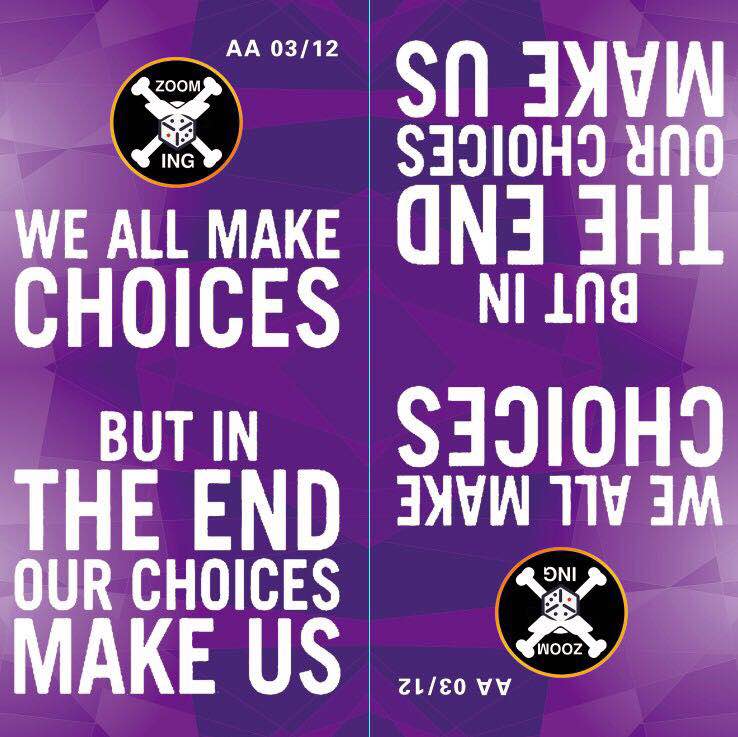 AA 03/12
ZOOM
ING
WE ALL MAKE
CHOICES
BUT IN
THE END
OUR CHOICES
MAKE US
AA 03/12
ZOOM
ING
WE ALL MAKE
CHOICES
BUT IN
THE END
OUR CHOICES
MAKE US